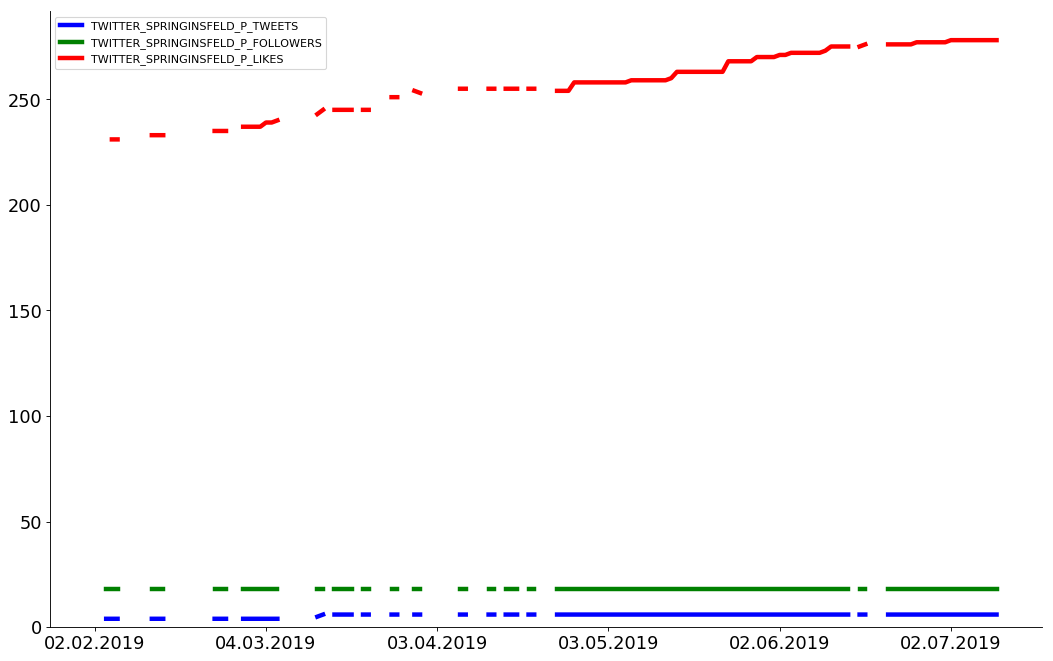 TWITTER_SPRINGINSFELD_P_TWEETS
TWITTER_SPRINGINSFELD_P_FOLLOWERS
TWITTER_SPRINGINSFELD_P_LIKES
250
200
150
100
50
0
02.02.2019 04.03.2019 03.04.2019 03.05.2019 02.06.2019 02.07.2019